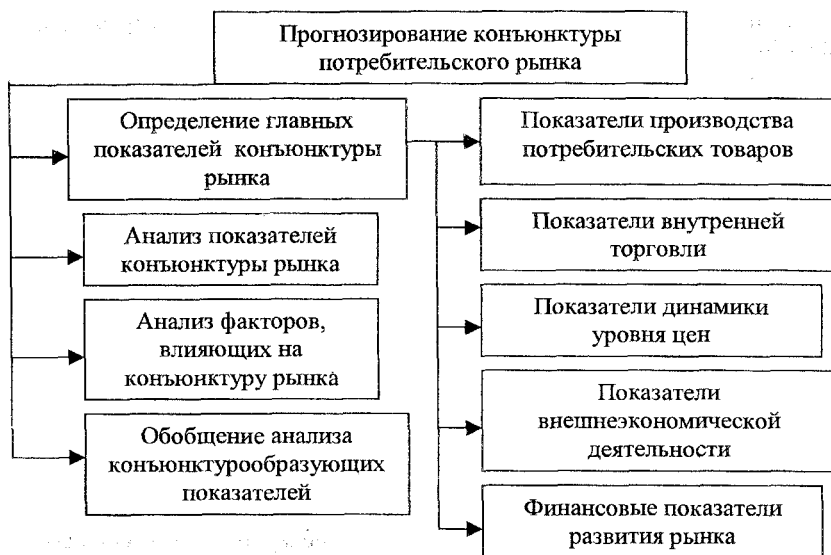 Прогнозирование конъюнктуры
потребительского рынка
Определение главных
показателей конъюнктуры
рынка
Анализ показателей
конъюнктуры рынка
Анализ факторов,
влияющих на
конъюнктуру рынка
Обобщение анализа
конъюнктурообразующих
показателей
Показатели производства
потребительских товаров
Показатели внутренней
торговли
Показатели динамики
уровня цен
Показатели
внешнеэкономической
деятельности
Финансовые показатели
развития рынка